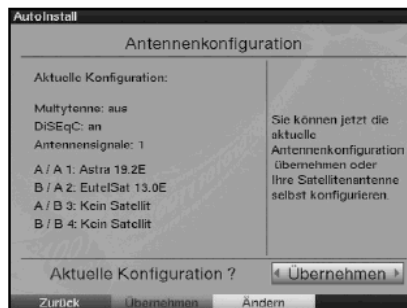 AutoInstall
Antennenkonfiguration
Aktuelle Konfiguration:
Multytenne: aus
DiSEqC: an
Antennensignale: 1
A / A 1: Astra 19.2E
B / A 2: EutelSat 13.0E
A / B 3: Kein Satellit
B / B 4: Kein Satellit
Sie können jetzt die
aktuelle
Antennenkonfiguration
übernehmen oder
Ihre Satellitenantenne
selbst konfigurieren.
Aktuelle Konfiguration ? Übernehmen
Zurück Übernehmen Ändern